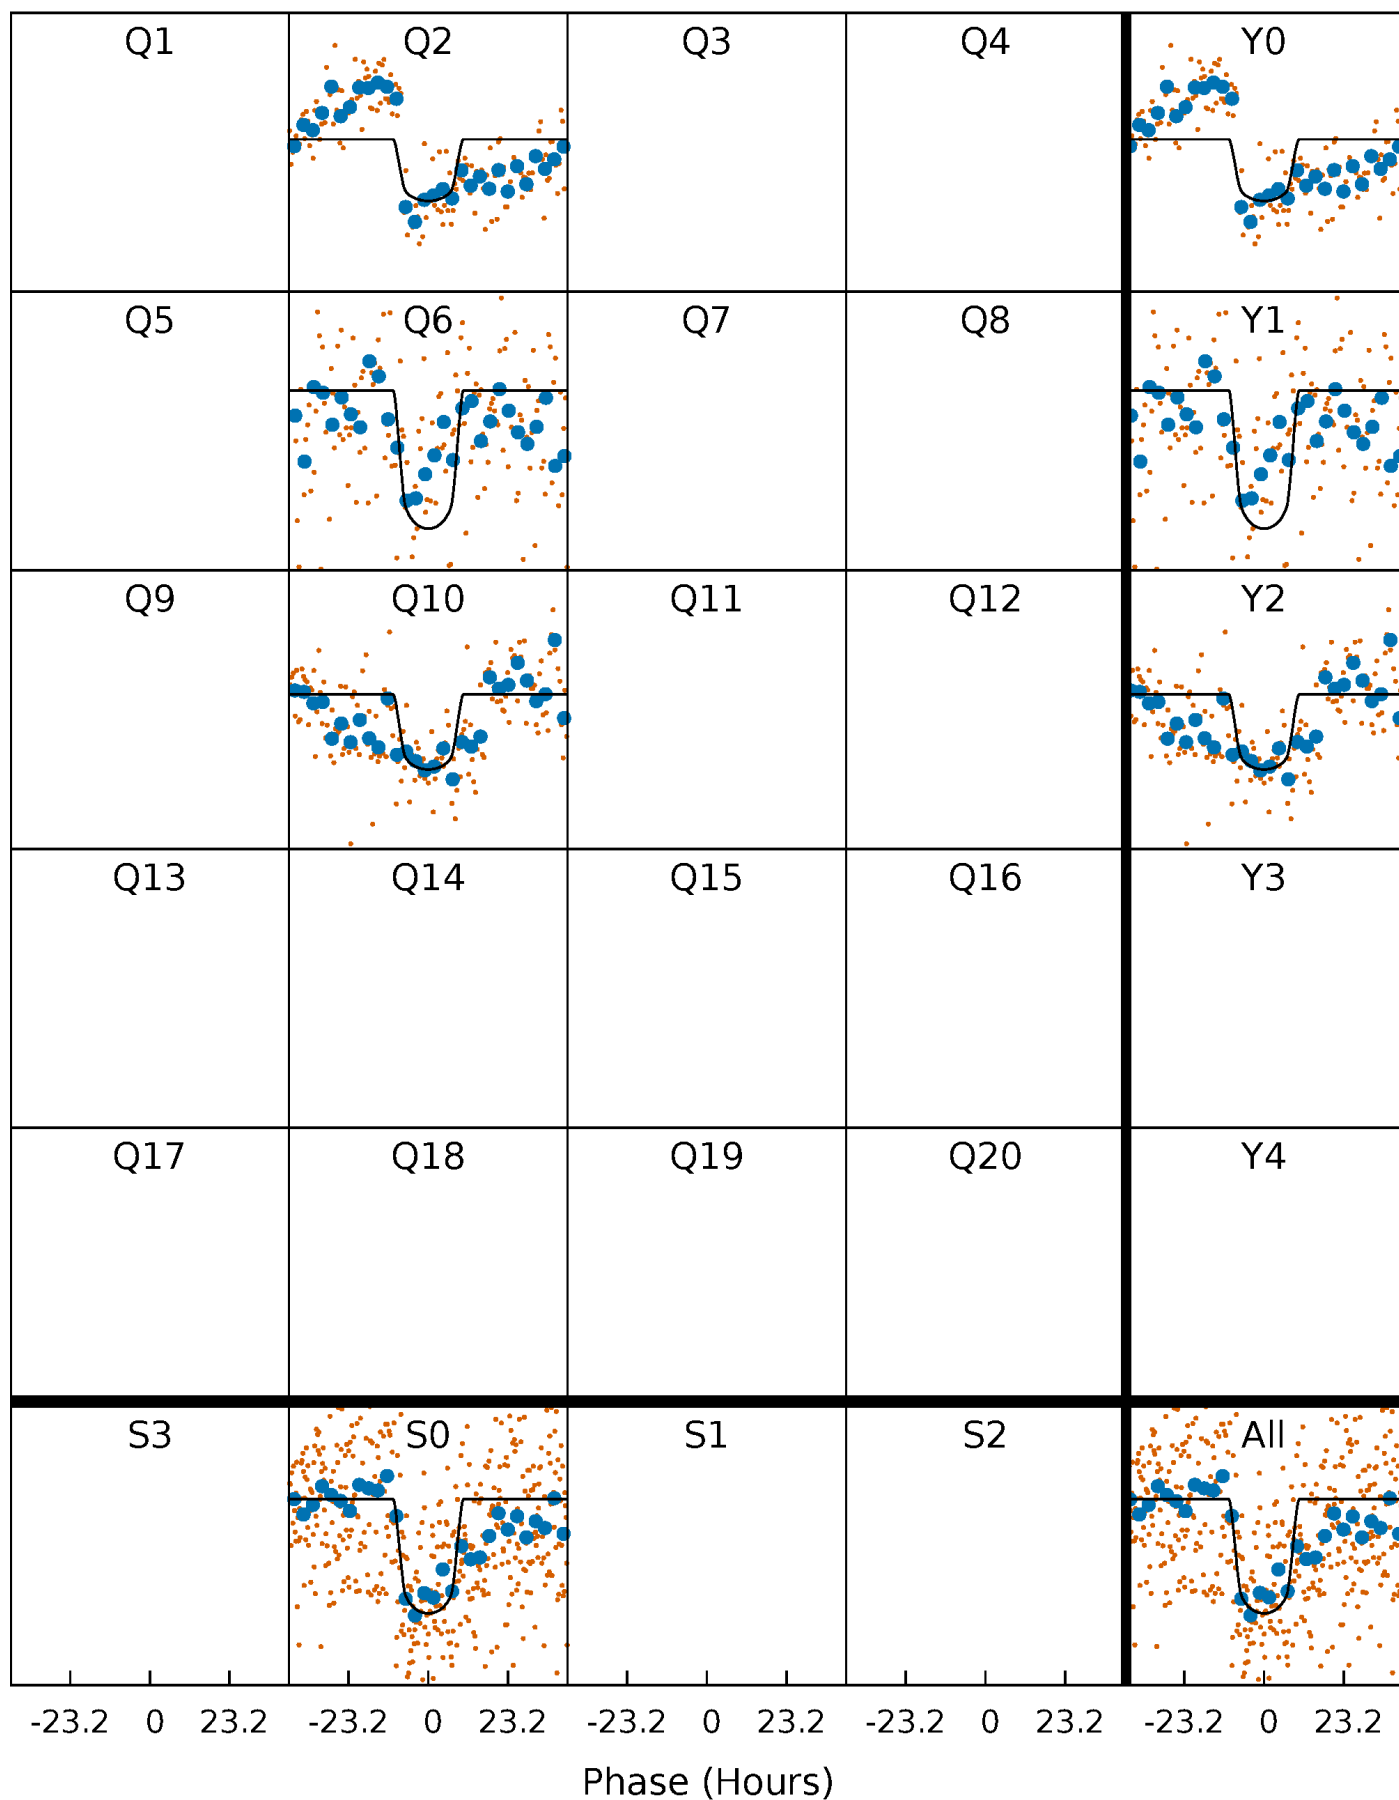 Q1 Q2 Q3 Q4 Y0
Q5 Q6 Q7 Q8 Y1
Q9 Q10 Q11 Q12 Y2
Q13 Q14 Q15 Q16 Y3
Q17 Q18 Q19 Q20 Y4
S3 S0 S1 S2 All
-23.2 0 23.2 -23.2 0 23.2 -23.2 0 23.2 -23.2 0 23.2 -23.2 0 23.2
Phase (Hours)